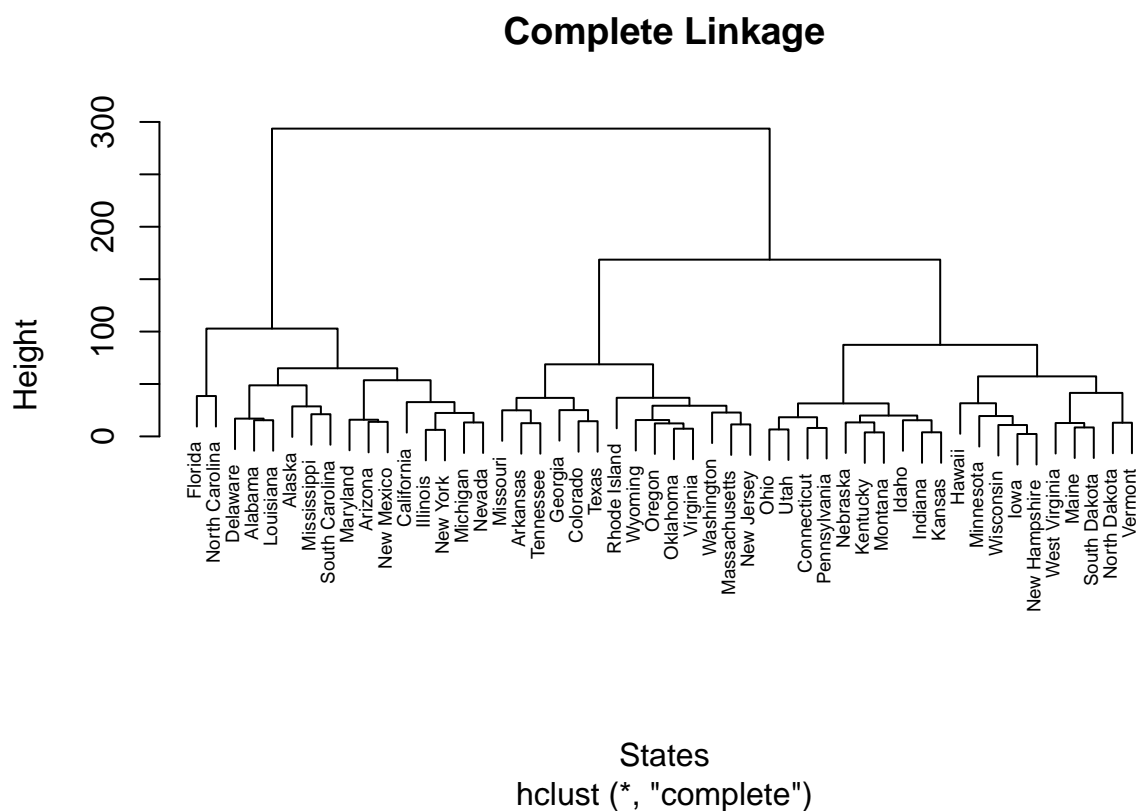 Complete Linkage
Height
300
200
100
0
Florida
North Carolina
Delaware
Alabama
Louisiana
Alaska
Mississippi
South Carolina
Maryland
Arizona
New Mexico
California
Illinois
New York
Michigan
Nevada
Missouri
Arkansas
Tennessee
Georgia
Colorado
Texas
Rhode Island
Wyoming
Oregon
Oklahoma
Virginia
Washington
Massachusetts
New Jersey
Ohio
Utah
Connecticut
Pennsylvania
Nebraska
Kentucky
Montana
Idaho
Indiana
Kansas
Hawaii
Minnesota
Wisconsin
Iowa
New Hampshire
West Virginia
Maine
South Dakota
North Dakota
Vermont
States
hclust (*, "complete")